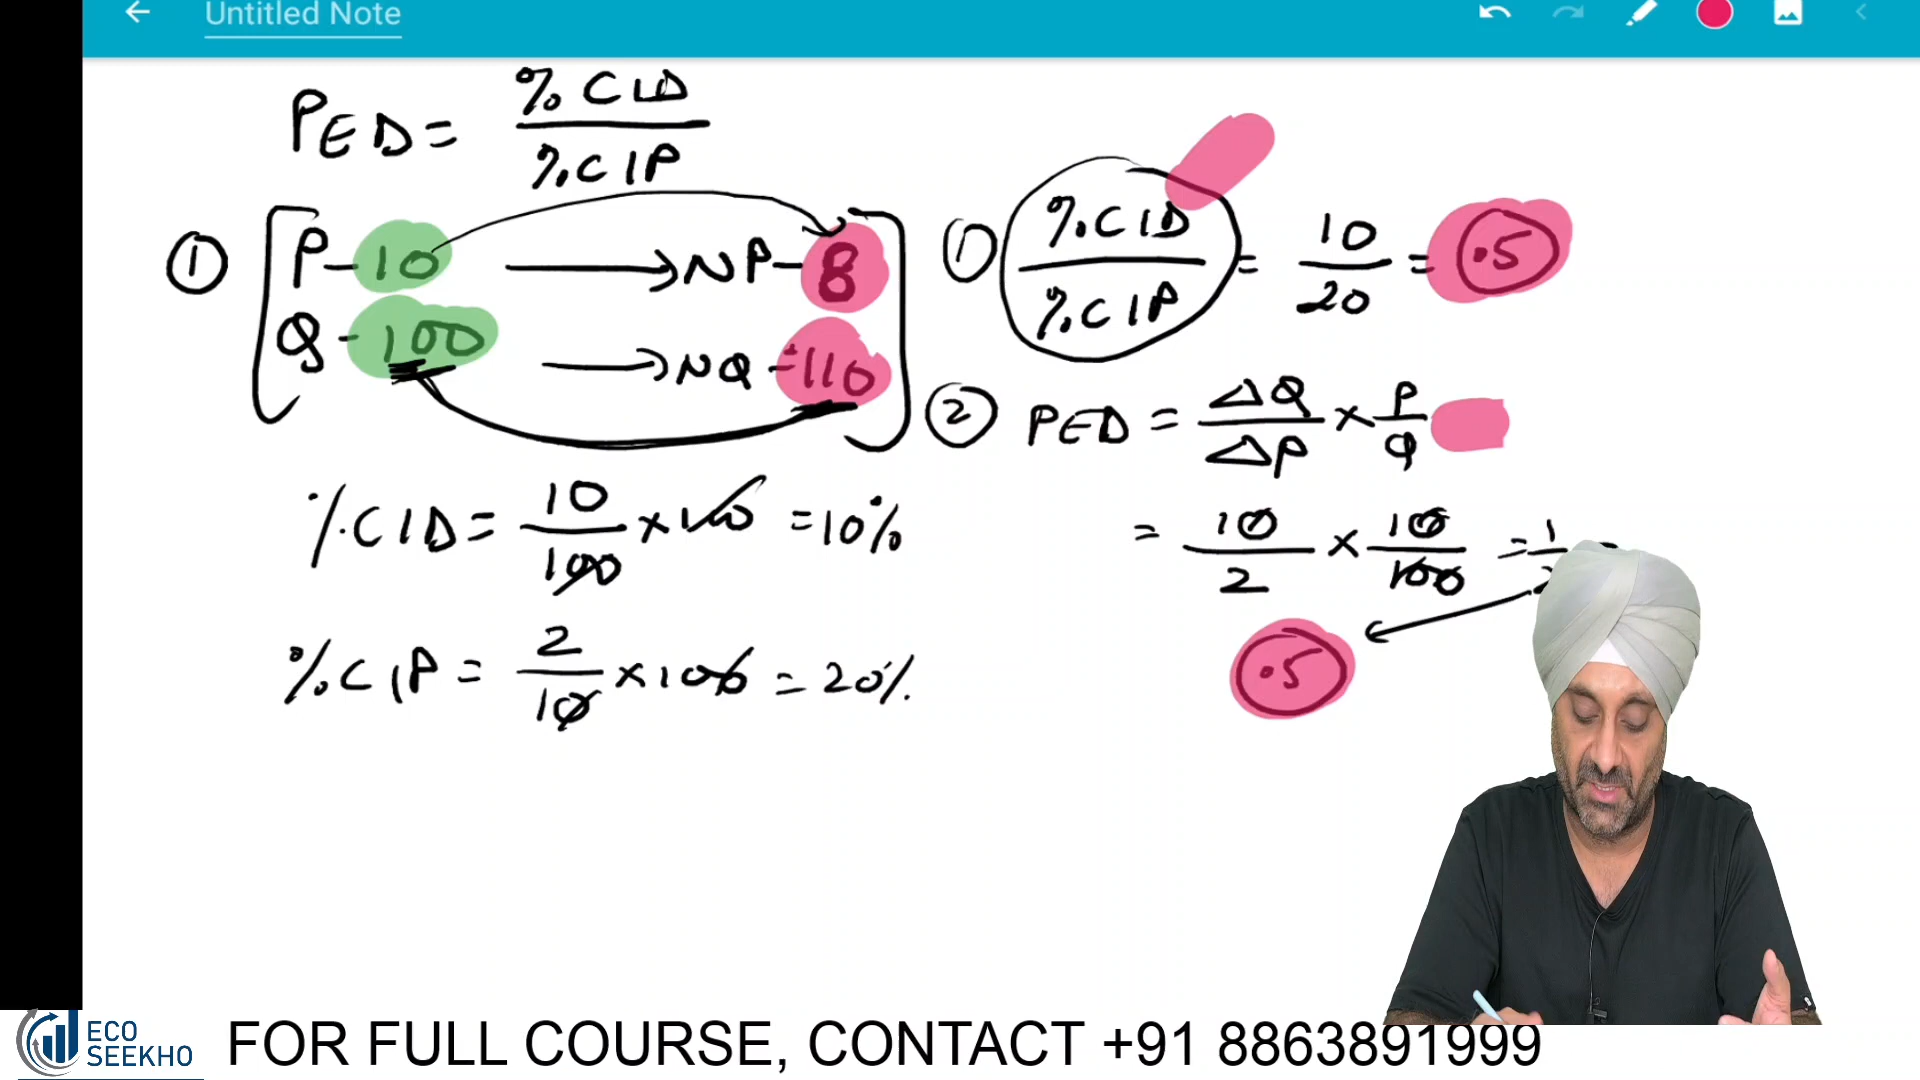 Untitled Note
PED = %CID / %CIP
① P-10 → NP-8
Q-100 → NQ-110
%CID = 10/100 × 100 = 10%
%CIP = 2/10 × 100 = 20%
① %CID / %CIP = 10/20 = .5
② PED = ΔQ/ΔP × P/Q
= 10/2 × 10/100 = 1/2
.5
ECO
SEEKHO
FOR FULL COURSE, CONTACT +91 8863891999